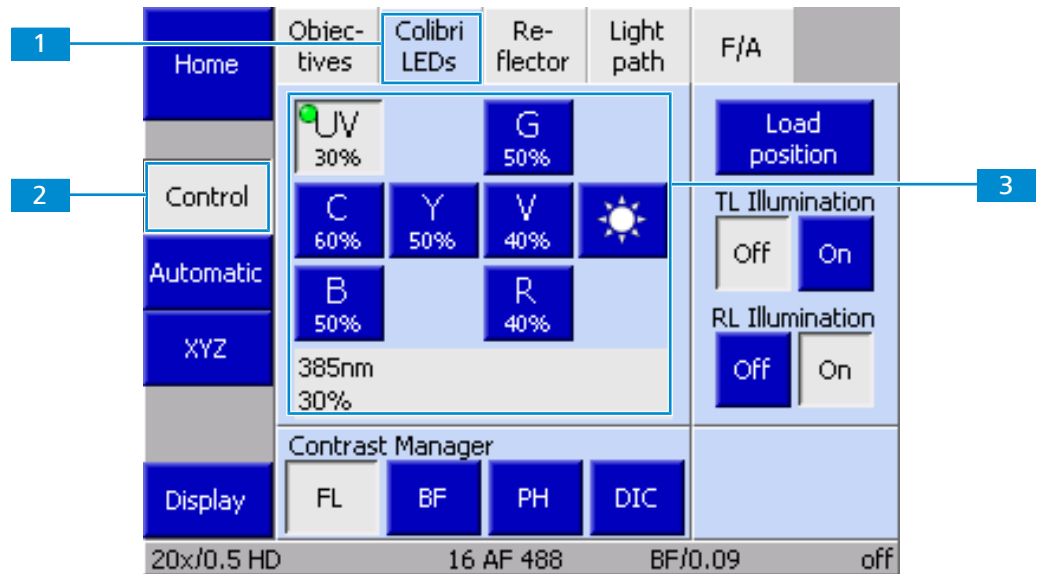 1
2
3
Home
Control
Automatic
XYZ
Display
Objec-
tives
Colibri
LEDs
Re-
flector
Light
path
F/A
UV
30%
G
50%
C
60%
Y
50%
V
40%
B
50%
R
40%
385nm
30%
Load
position
TL Illumination
Off
On
RL Illumination
Off
On
Contrast Manager
FL
BF
PH
DIC
20x/0.5 HD
16 AF 488
BF/0.09
off